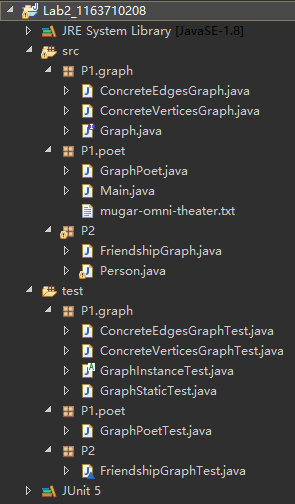 Lab2_1163710208
JRE System Library [JavaSE-1.8]
src
P1.graph
ConcreteEdgesGraph.java
ConcreteVerticesGraph.java
Graph.java
P1.poet
GraphPoet.java
Main.java
mugar-omni-theater.txt
P2
FriendshipGraph.java
Person.java
test
P1.graph
ConcreteEdgesGraphTest.java
ConcreteVerticesGraphTest.java
GraphInstanceTest.java
GraphStaticTest.java
P1.poet
GraphPoetTest.java
P2
FriendshipGraphTest.java
JUnit 5